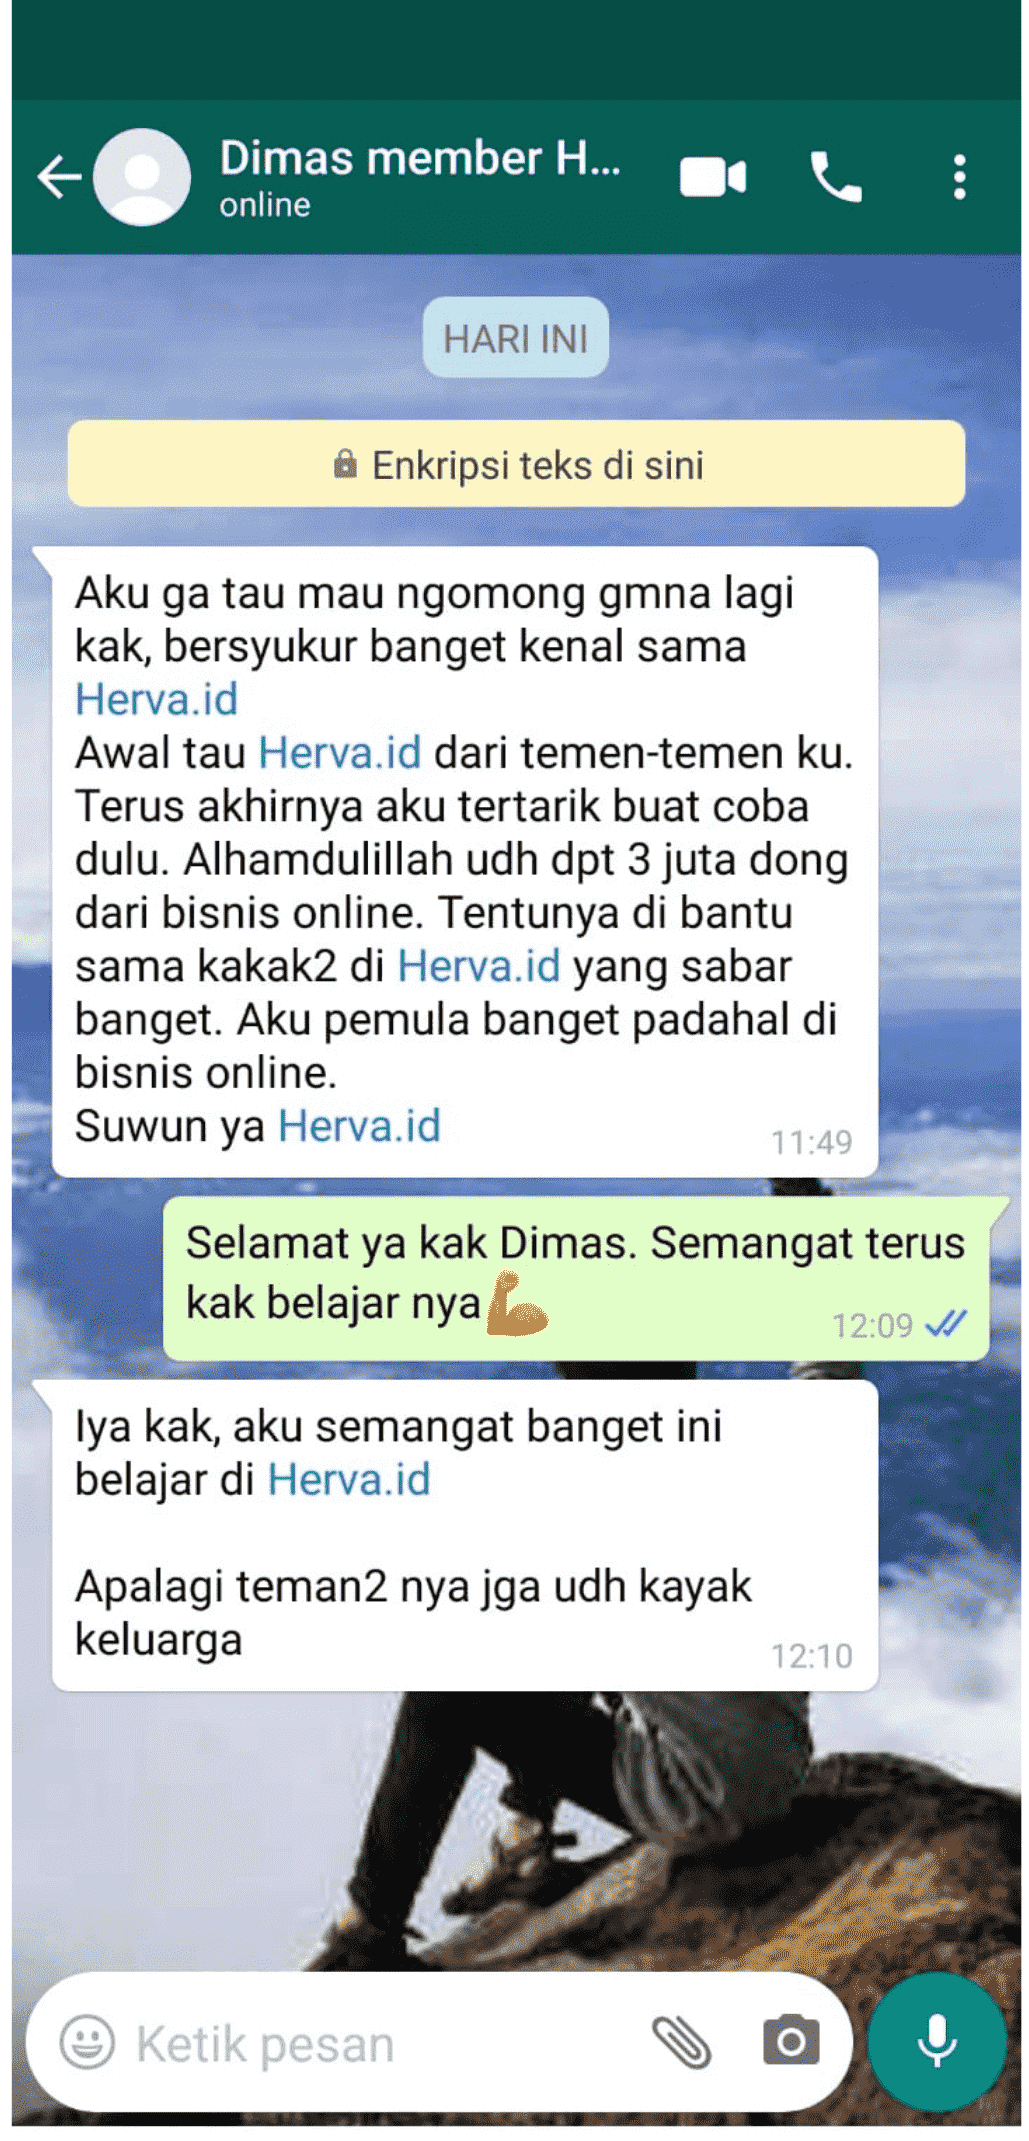 Dimas member H...
online
HARI INI
Enkripsi teks di sini
Aku ga tau mau ngomong gmna lagi
kak, bersyukur banget kenal sama
Herva.id
Awal tau Herva.id dari temen-temen ku.
Terus akhirnya aku tertarik buat coba
dulu. Alhamdulillah udh dpt 3 juta dong
dari bisnis online. Tentunya di bantu
sama kakak2 di Herva.id yang sabar
banget. Aku pemula banget padahal di
bisnis online.
Suwun ya Herva.id
11:49
Selamat ya kak Dimas. Semangat terus
kak belajar nya💪
12:09
Iya kak, aku semangat banget ini
belajar di Herva.id
Apalagi teman2 nya jga udh kayak
keluarga
12:10
Ketik pesan